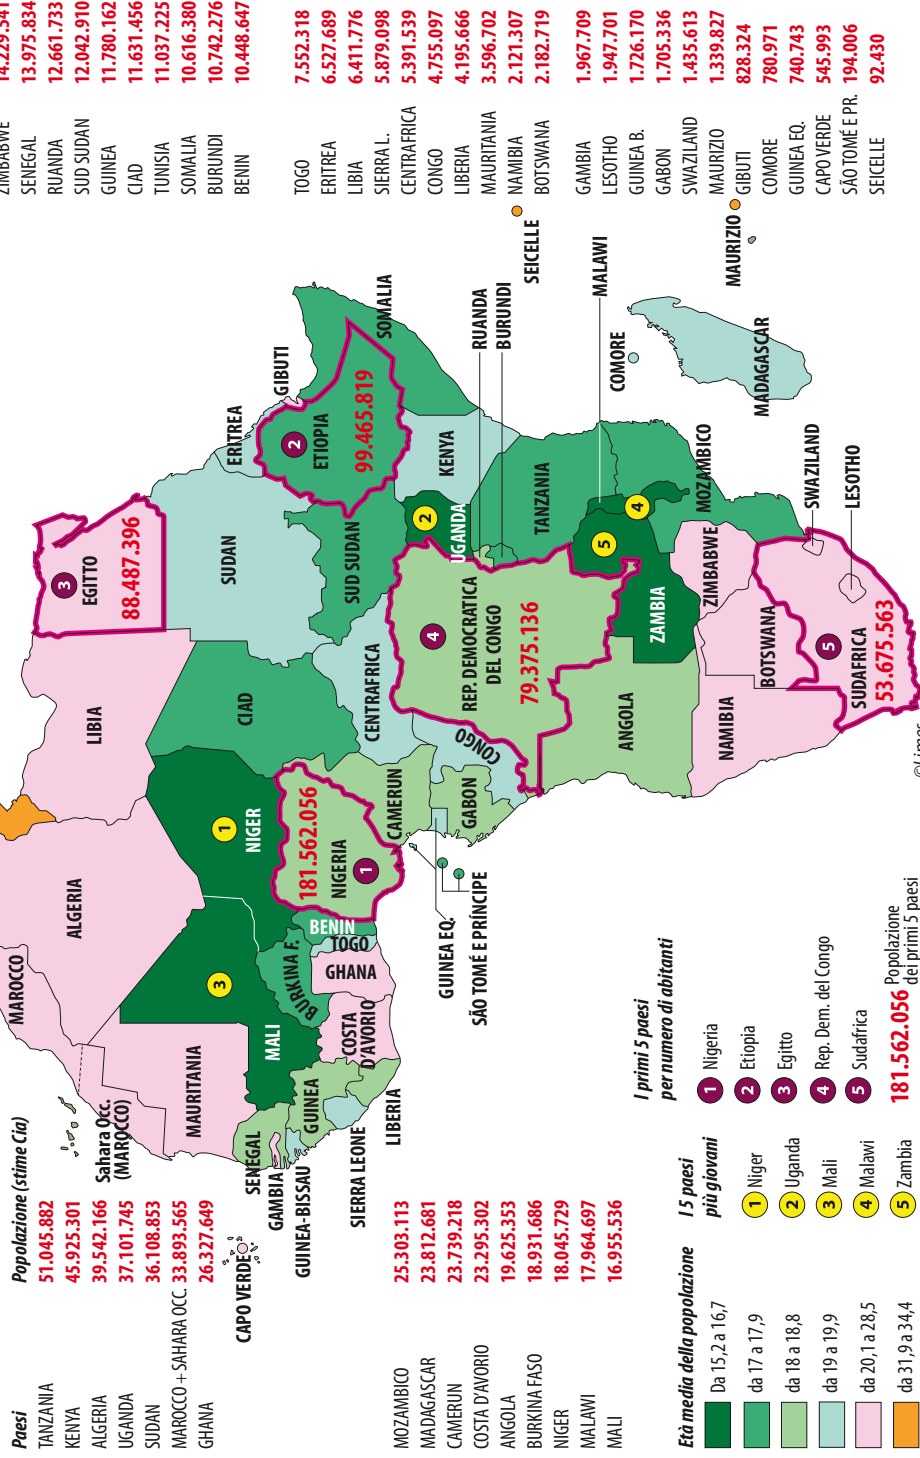 Paesi Popolazione (stime Cia)
TANZANIA 51.045.882
KENYA 45.925.301
ALGERIA 39.542.166
UGANDA 37.101.745
SUDAN 36.108.853
MAROCCO + SAHARA OCC. 33.893.565
GHANA 26.327.649
MOZAMBICO 25.303.113
MADAGASCAR 23.812.681
CAMERUN 23.739.218
COSTA D'AVORIO 23.295.302
ANGOLA 19.625.353
BURKINA FASO 18.931.686
NIGER 18.045.729
MALAWI 17.964.697
MALI 16.955.536
ZIMBABWE 14.229.541
SENEGAL 13.975.834
RUANDA 12.661.733
SUD SUDAN 12.042.910
GUINEA 11.780.162
CIAD 11.631.456
TUNISIA 11.037.225
SOMALIA 10.616.380
BURUNDI 10.742.276
BENIN 10.448.647
TOGO 7.552.318
ERITREA 6.527.689
LIBIA 6.411.776
SIERRA L. 5.879.098
CENTRAFRICA 5.391.539
CONGO 4.755.097
LIBERIA 4.195.666
MAURITANIA 3.596.702
NAMIBIA 2.121.307
BOTSWANA 2.182.719
GAMBIA 1.967.709
LESOTHO 1.947.701
GUINEA B. 1.726.170
GABON 1.705.336
SWAZILAND 1.435.613
MAURIZIO 1.339.827
GIBUTI 828.324
COMORE 780.971
GUINEA EQ. 740.743
CAPO VERDE 545.993
SÃO TOMÉ E PR. 194.006
SEICELLE 92.430
MAROCCO
Sahara Occ.
(MAROCCO)
ALGERIA
LIBIA
3
EGITTO
88.487.396
MAURITANIA
3
MALI
1
NIGER
CIAD
SUDAN
ERITREA
GIBUTI
2
ETIOPIA
99.465.819
SOMALIA
CAPO VERDE
SENEGAL
GAMBIA
GUINEA-BISSAU
GUINEA
SIERRA LEONE
LIBERIA
COSTA
D'AVORIO
BURKINA F.
GHANA
TOGO
BENIN
181.562.056
NIGERIA
1
CAMERUN
CENTRAFRICA
SUD SUDAN
GUINEA EQ.
SÃO TOMÉ E PRÍNCIPE
GABON
CONGO
4
REP. DEMOCRATICA
DEL CONGO
79.375.136
2
UGANDA
KENYA
RUANDA
BURUNDI
SEICELLE
TANZANIA
MALAWI
COMORE
ANGOLA
5
ZAMBIA
4
MOZAMBICO
MADAGASCAR
MAURIZIO
NAMIBIA
BOTSWANA
ZIMBABWE
5
SUDAFRICA
53.675.563
SWAZILAND
LESOTHO
©Limes
Età media della popolazione
Da 15,2 a 16,7
da 17 a 17,9
da 18 a 18,8
da 19 a 19,9
da 20,1 a 28,5
da 31,9 a 34,4
I 5 paesi
più giovani
1 Niger
2 Uganda
3 Mali
4 Malawi
5 Zambia
I primi 5 paesi
per numero di abitanti
1 Nigeria
2 Etiopia
3 Egitto
4 Rep. Dem. del Congo
5 Sudafrica
181.562.056 Popolazione
dei primi 5 paesi